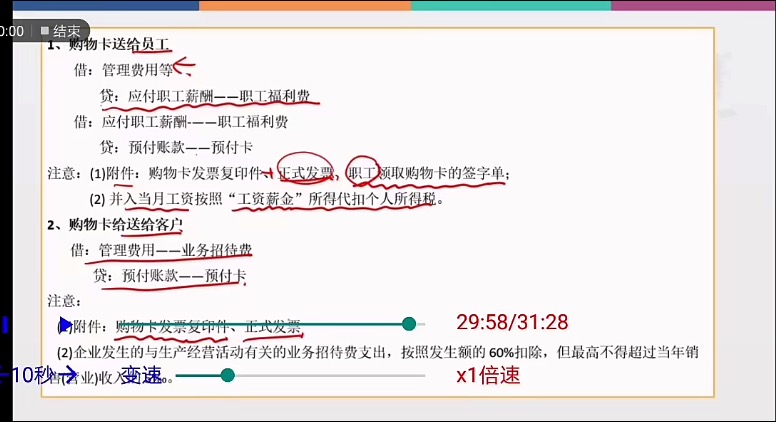 0:00 结束
1、购物卡送给员工
借：管理费用等
贷：应付职工薪酬——职工福利费
借：应付职工薪酬-——职工福利费
贷：预付账款——预付卡
注意：(1)附件：购物卡发票复印件+正式发票，职工领取购物卡的签字单；
(2) 并入当月工资按照“工资薪金”所得代扣个人所得税。
2、购物卡给送给客户
借：管理费用——业务招待费
贷：预付账款——预付卡
注意：
附件：购物卡发票复印件、正式发票
29:58/31:28
(2)企业发生的与生产经营活动有关的业务招待费支出，按照发生额的 60%扣除，但最高不得超过当年销
(营业)收入
10秒
变速
x1倍速